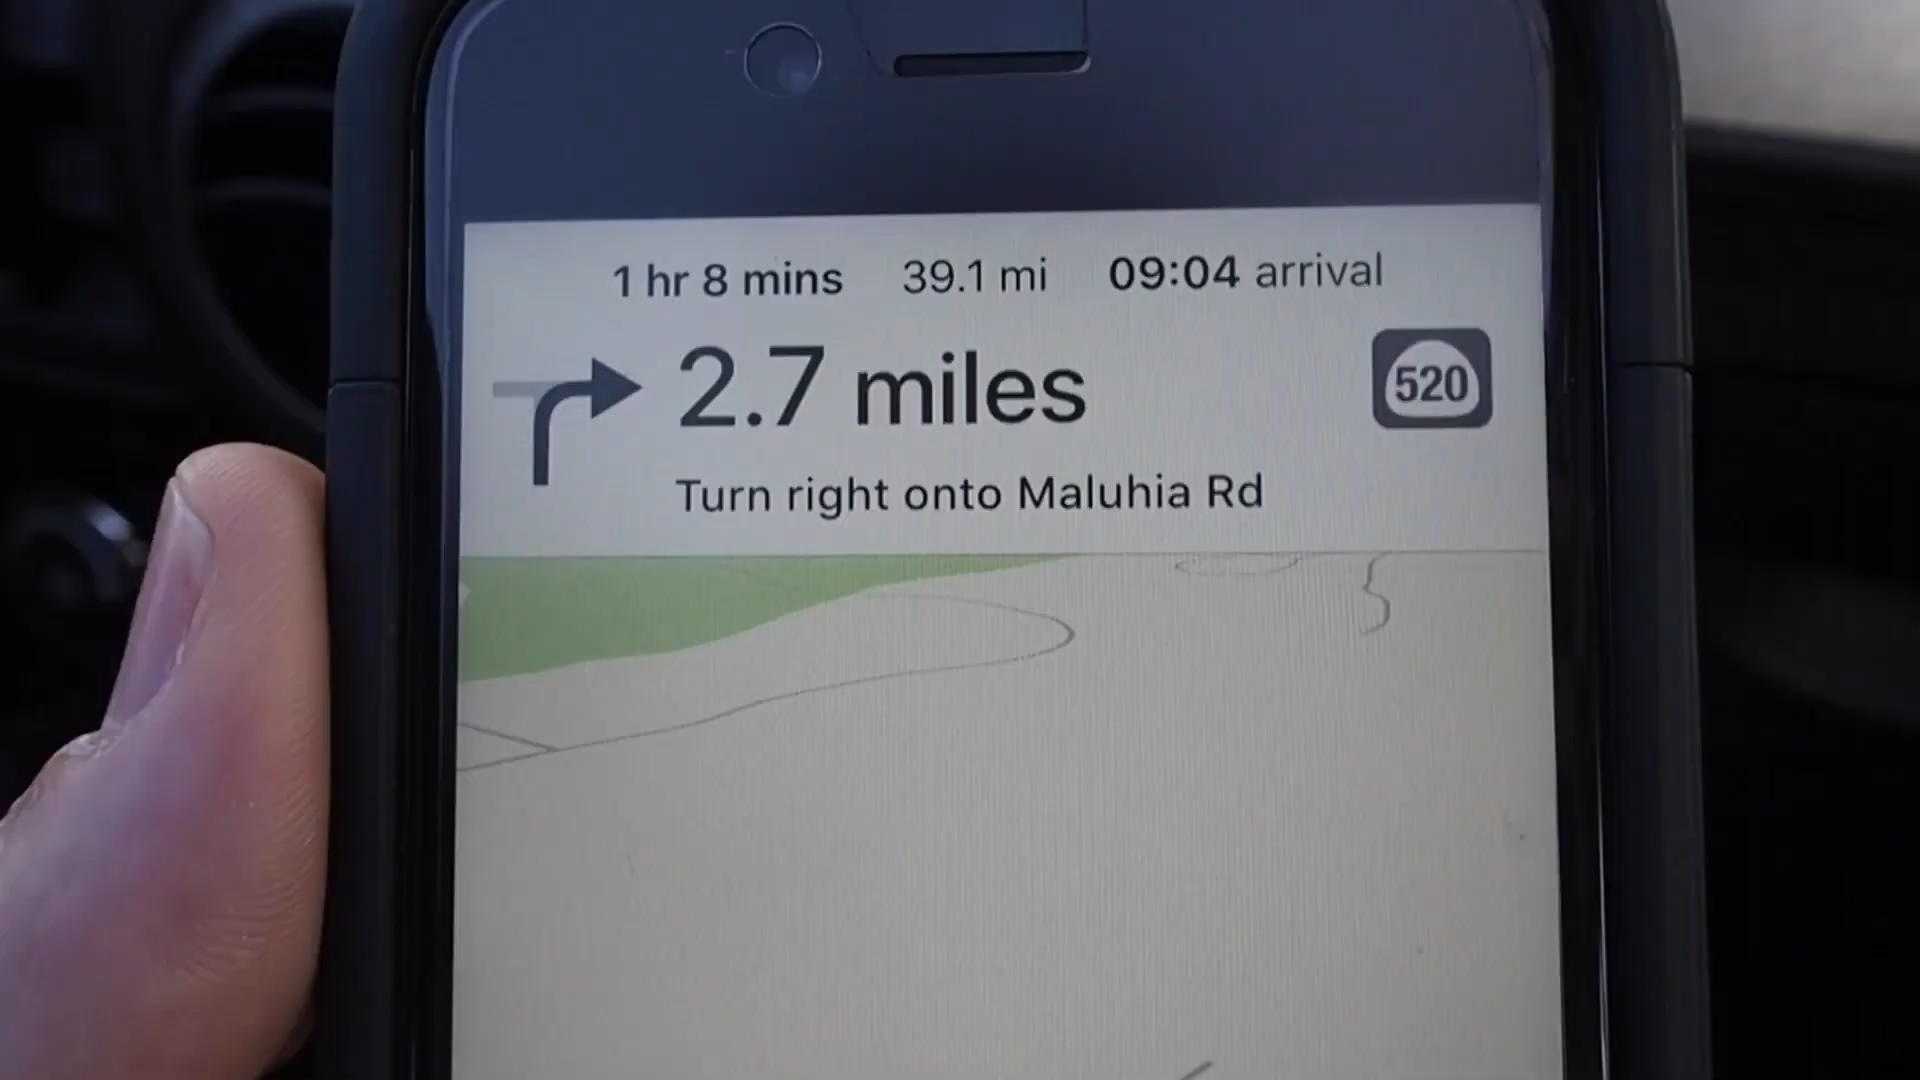 1 hr 8 mins 39.1 mi 09:04 arrival
2.7 miles
520
Turn right onto Maluhia Rd